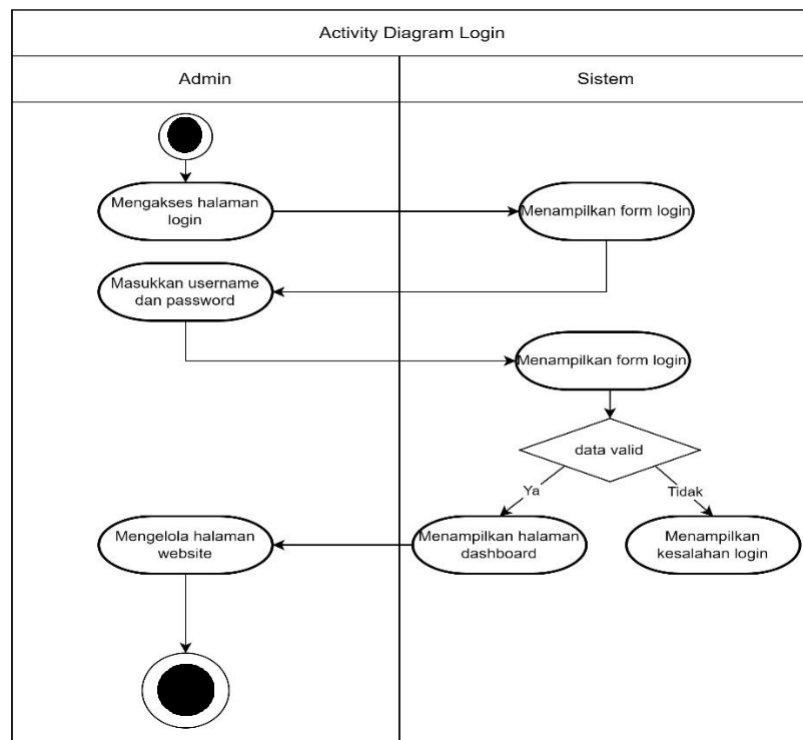 Activity Diagram Login
Admin
Sistem
Mengakses halaman
login
Menampilkan form login
Masukkan username
dan password
Menampilkan form login
data valid
Ya
Tidak
Mengelola halaman
website
Menampilkan halaman
dashboard
Menampilkan
kesalahan login